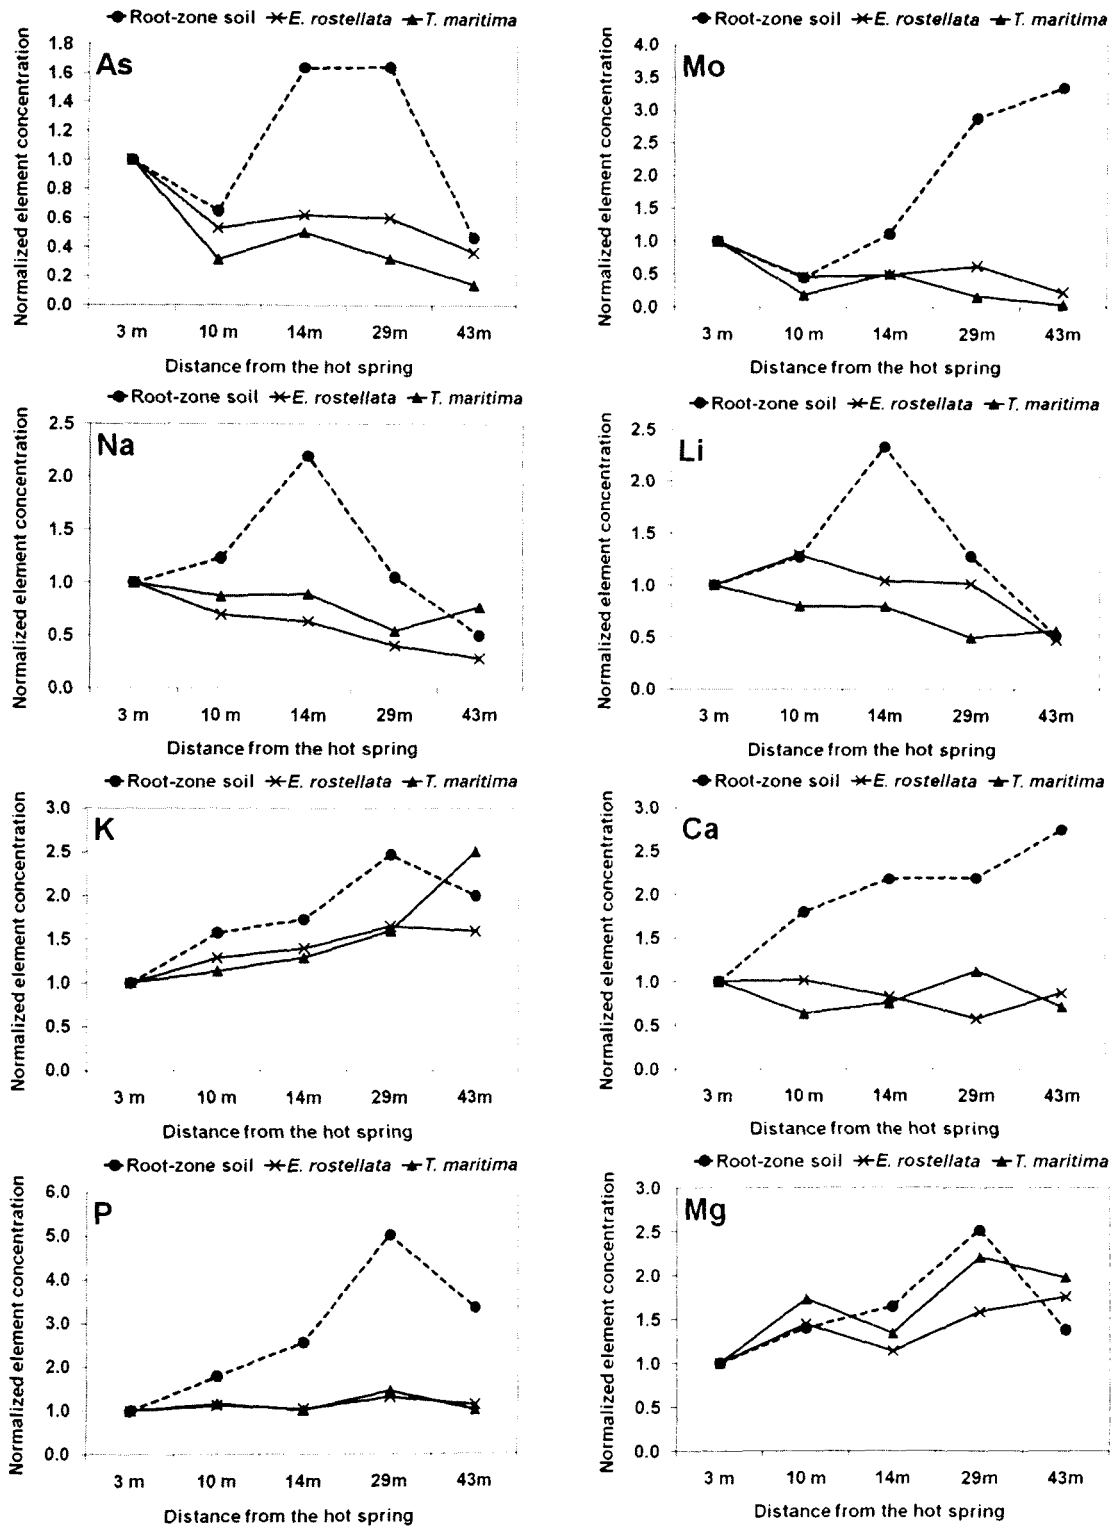 Root-zone soil E. rostellata T. maritima
As
Normalized element concentration
1.8
1.6
1.4
1.2
1.0
0.8
0.6
0.4
0.2
0.0
3 m 10 m 14m 29m 43m
Distance from the hot spring
Root-zone soil E. rostellata T. maritima
Mo
Normalized element concentration
4.0
3.5
3.0
2.5
2.0
1.5
1.0
0.5
0.0
3 m 10 m 14m 29m 43m
Distance from the hot spring
Root-zone soil E. rostellata T. maritima
Na
Normalized element concentration
2.5
2.0
1.5
1.0
0.5
0.0
3 m 10 m 14m 29m 43m
Distance from the hot spring
Root-zone soil E. rostellata T. maritima
Li
Normalized element concentration
2.5
2.0
1.5
1.0
0.5
0.0
3 m 10 m 14m 29m 43m
Distance from the hot spring
Root-zone soil E. rostellata T. maritima
K
Normalized element concentration
3.0
2.5
2.0
1.5
1.0
0.5
0.0
3 m 10 m 14m 29m 43m
Distance from the hot spring
Root-zone soil E. rostellata T. maritima
Ca
Normalized element concentration
3.0
2.5
2.0
1.5
1.0
0.5
0.0
3 m 10 m 14m 29m 43m
Distance from the hot spring
Root-zone soil E. rostellata T. maritima
P
Normalized element concentration
6.0
5.0
4.0
3.0
2.0
1.0
0.0
3 m 10 m 14m 29m 43m
Distance from the hot spring
Root-zone soil E. rostellata T. maritima
Mg
Normalized element concentration
3.0
2.5
2.0
1.5
1.0
0.5
0.0
3 m 10 m 14m 29m 43m
Distance from the hot spring